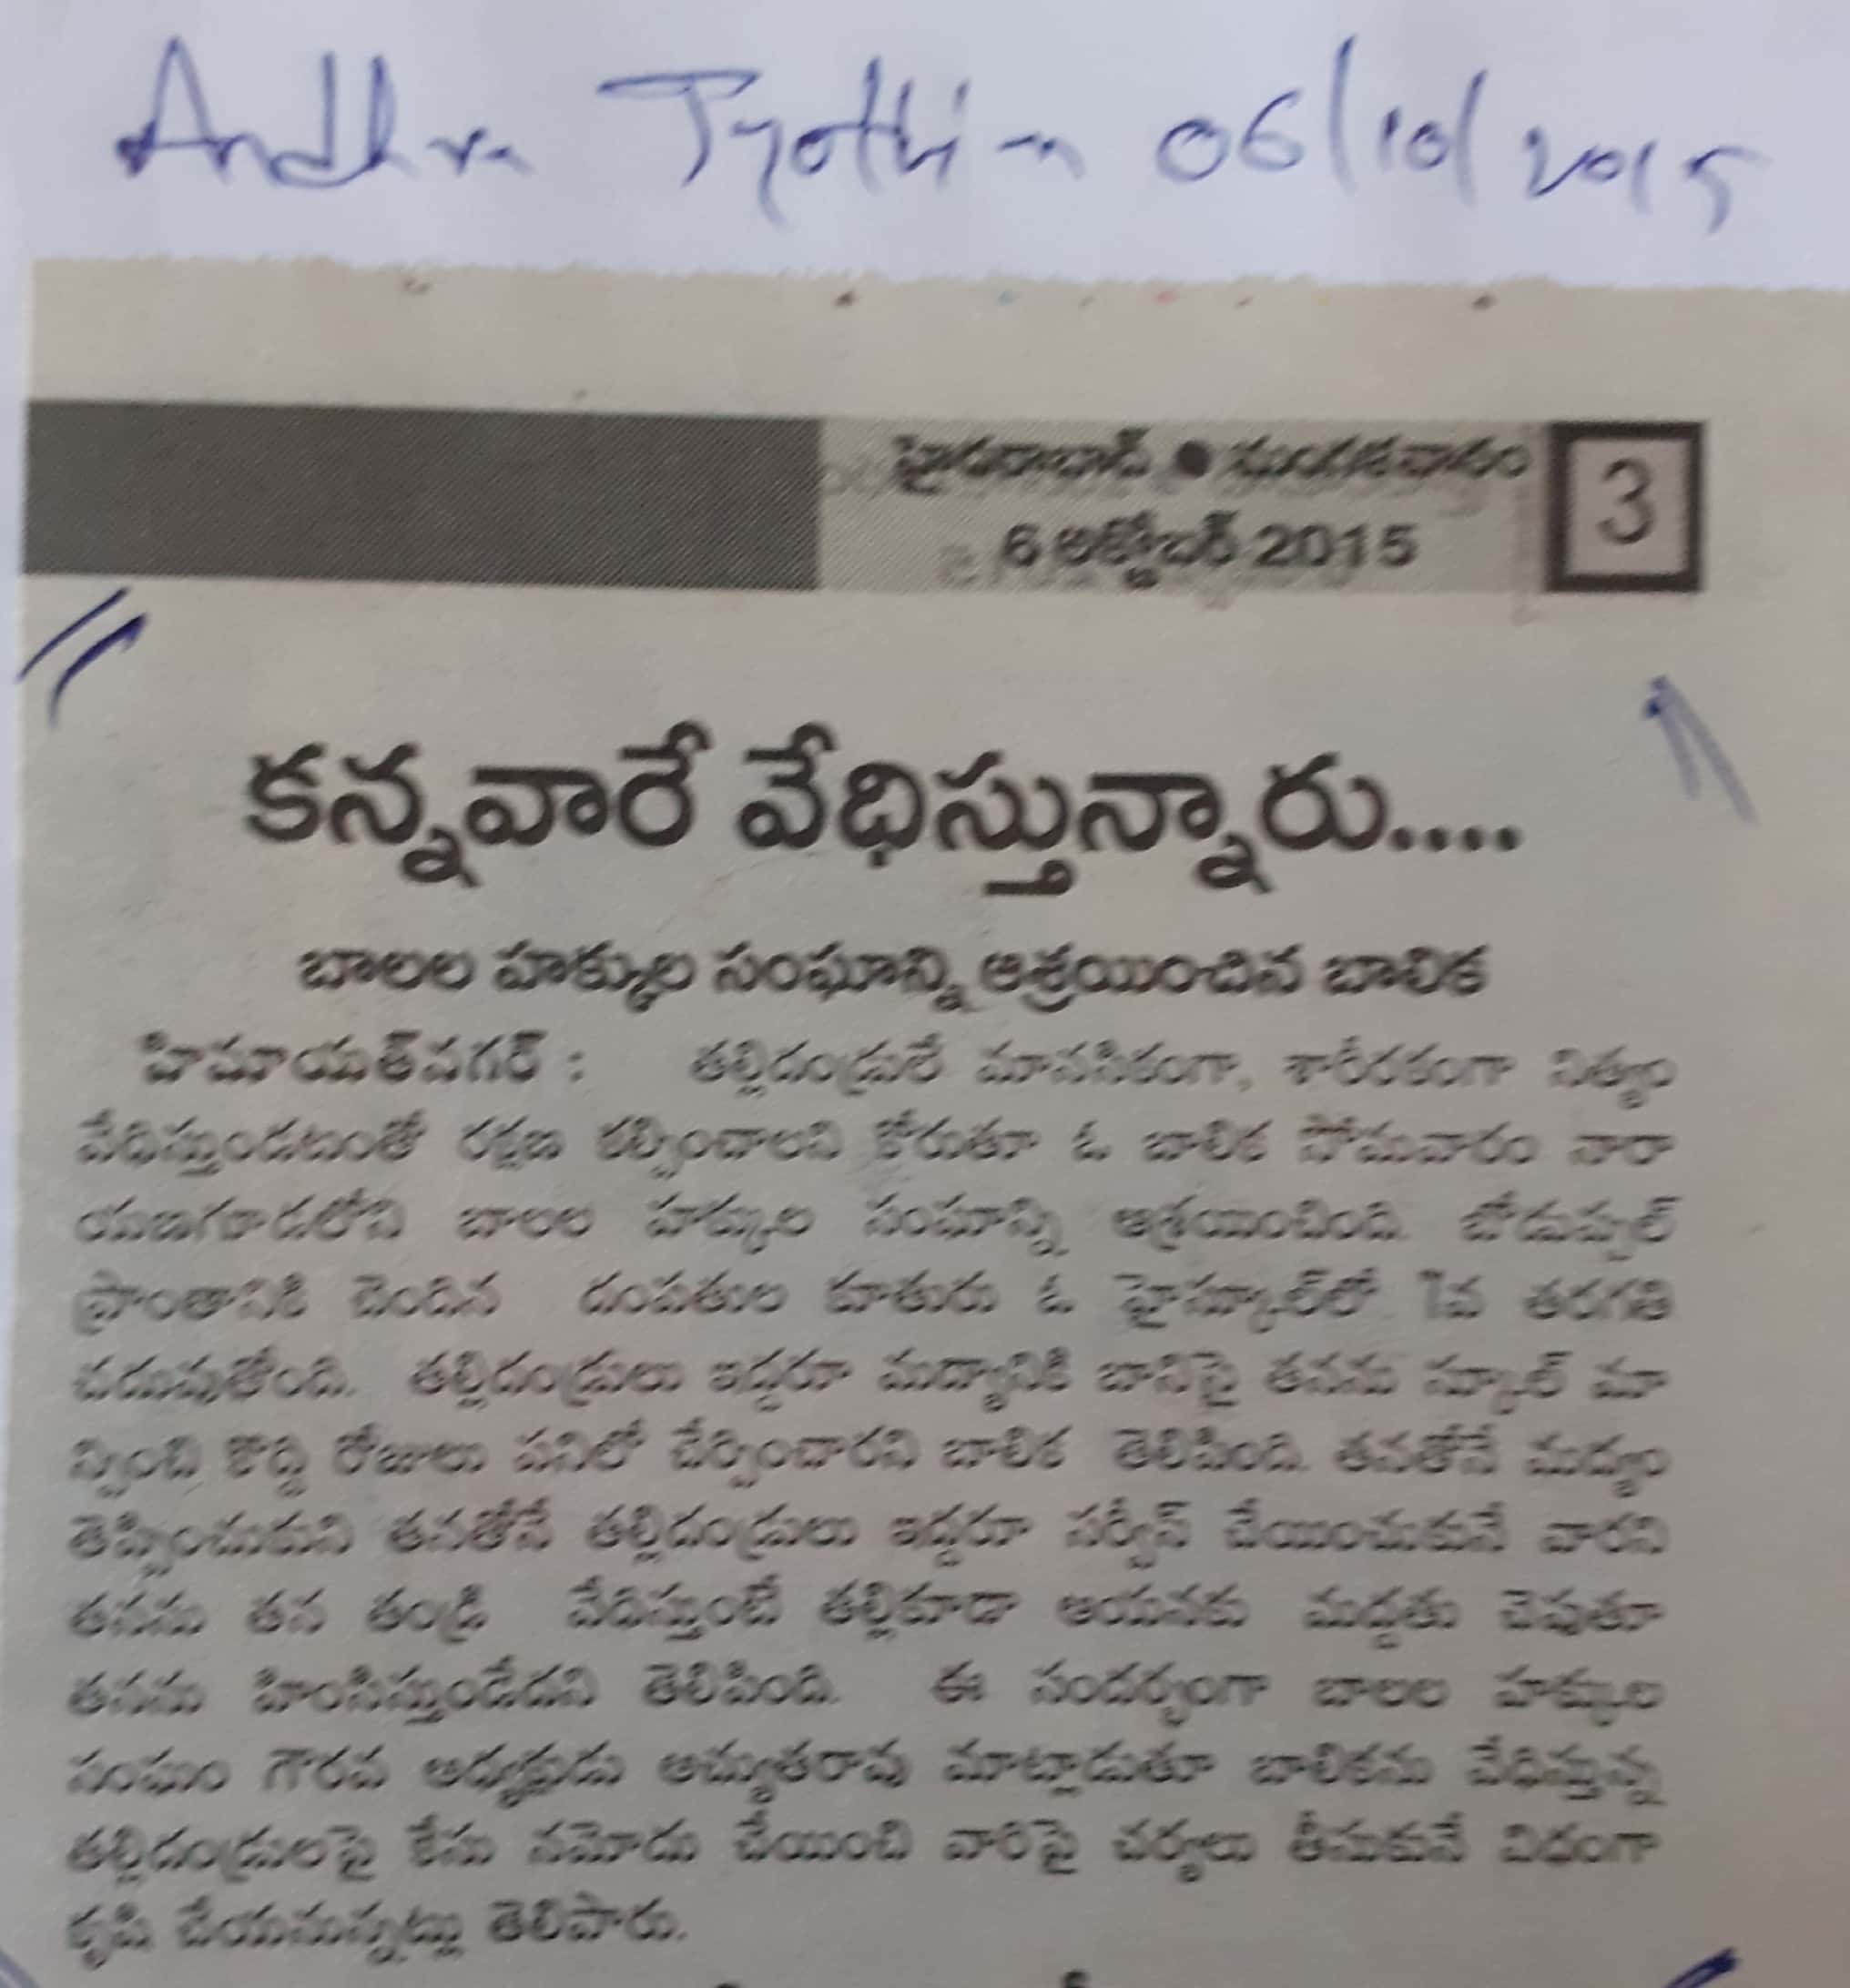 Andhra Jyothi - 06/10/2015
హైదరాబాద్ ● మంగళవారం
6 అక్టోబర్ 2015
3
కన్నవారే వేధిస్తున్నారు....
బాలల హక్కుల సంఘాన్ని ఆశ్రయించిన బాలిక
హిమాయత్‌నగర్ : తల్లిదండ్రులే మానసికంగా, శారీరకంగా నిత్యం
వేధిస్తుండటంతో రక్షణ కల్పించాలని కోరుతూ ఓ బాలిక సోమవారం నారా
యణగూడలోని బాలల హక్కుల సంఘాన్ని ఆశ్రయించింది. బోడుప్పల్
ప్రాంతానికి చెందిన దంపతుల కూతురు ఓ హైస్కూల్‌లో 7వ తరగతి
చదువుతోంది. తల్లిదండ్రులు ఇద్దరూ మద్యానికి బానిసై తనను స్కూల్ మా
న్పించి కొద్ది రోజులు పనిలో చేర్పించారని బాలిక తెలిపింది. తనతోనే మద్యం
తెప్పించుకుని తనతోనే తల్లిదండ్రులు ఇద్దరూ సర్వీస్ చేయించుకునే వారని
తనను తన తండ్రి వేధిస్తుంటే తల్లికూడా ఆయనకు మద్దతు చెపుతూ
తనను హింసిస్తుండేదని తెలిపింది. ఈ సందర్భంగా బాలల హక్కుల
సంఘం గౌరవ అధ్యక్షుడు అచ్యుతరావు మాట్లాడుతూ బాలికను వేధిస్తున్న
తల్లిదండ్రులపై కేసు నమోదు చేయించి వారిపై చర్యలు తీసుకునే విధంగా
కృషి చేయనున్నట్లు తెలిపారు.